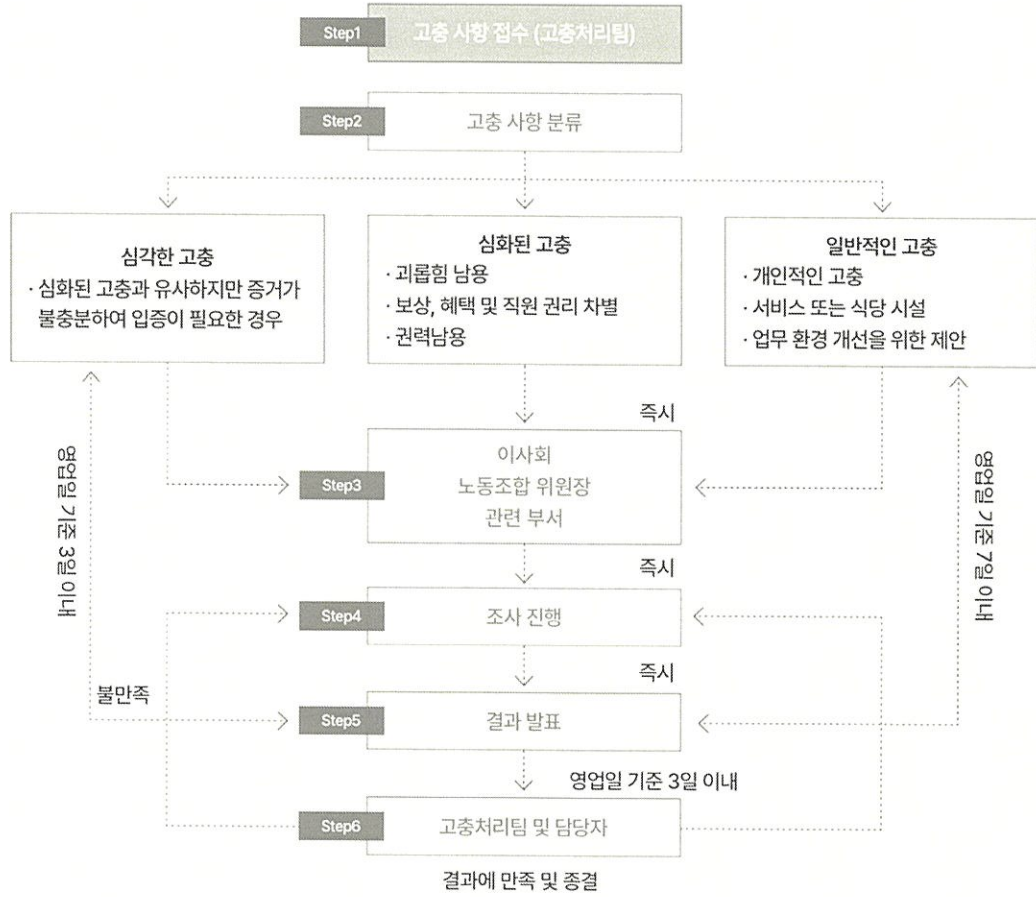 Step1
고충 사항 접수 (고충처리팀)
Step2
고충 사항 분류
심각한 고충
· 심화된 고충과 유사하지만 증거가
불충분하여 입증이 필요한 경우
심화된 고충
· 괴롭힘 남용
· 보상, 혜택 및 직원 권리 차별
· 권력남용
일반적인 고충
· 개인적인 고충
· 서비스 또는 식당 시설
· 업무 환경 개선을 위한 제안
즉시
영업일 기준 3일 이내
Step3
이사회
노동조합 위원장
관련 부서
영업일 기준 7일 이내
즉시
Step4
조사 진행
즉시
불만족
Step5
결과 발표
영업일 기준 3일 이내
Step6
고충처리팀 및 담당자
결과에 만족 및 종결